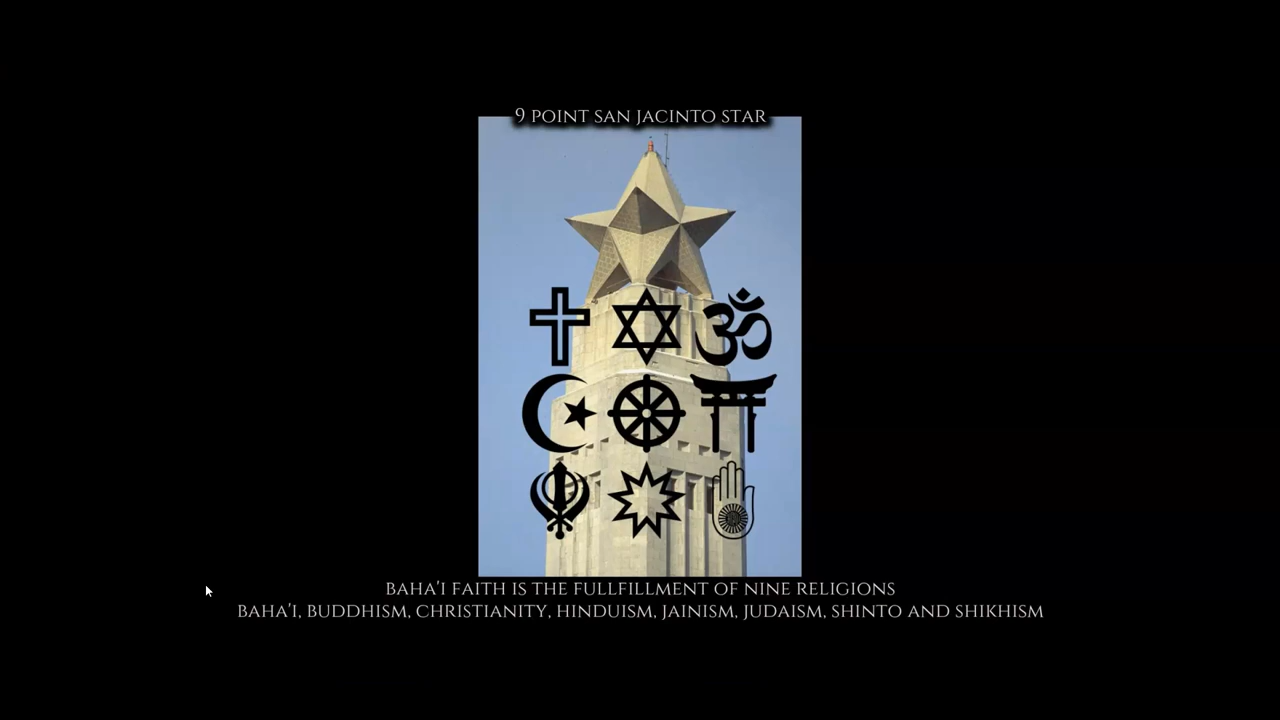 9 POINT SAN JACINTO STAR
BAHA'I FAITH IS THE FULLFILLMENT OF NINE RELIGIONS
BAHA'I, BUDDHISM, CHRISTIANITY, HINDUISM, JAINISM, JUDAISM, SHINTO AND SHIKHISM